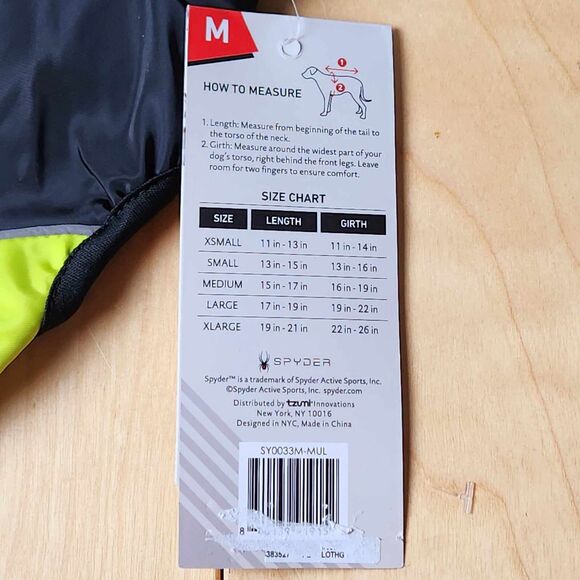 M
HOW TO MEASURE
1
2
1. Length: Measure from beginning of the tail to
the torso of the neck.
2. Girth: Measure around the widest part of your
dog's torso, right behind the front legs. Leave
room for two fingers to ensure comfort.
SIZE CHART
SIZE LENGTH GIRTH
XSMALL 11 in - 13 in 11 in - 14 in
SMALL 13 in - 15 in 13 in - 16 in
MEDIUM 15 in - 17 in 16 in - 19 in
LARGE 17 in - 19 in 19 in - 22 in
XLARGE 19 in - 21 in 22 in - 26 in
SPYDER
Spyder™ is a trademark of Spyder Active Sports, Inc.
©Spyder Active Sports, Inc. spyder.com
Distributed by tzumi® Innovations
New York, NY 10016
Designed in NYC, Made in China
SY0033M-MUL
8
383527
LOTHG